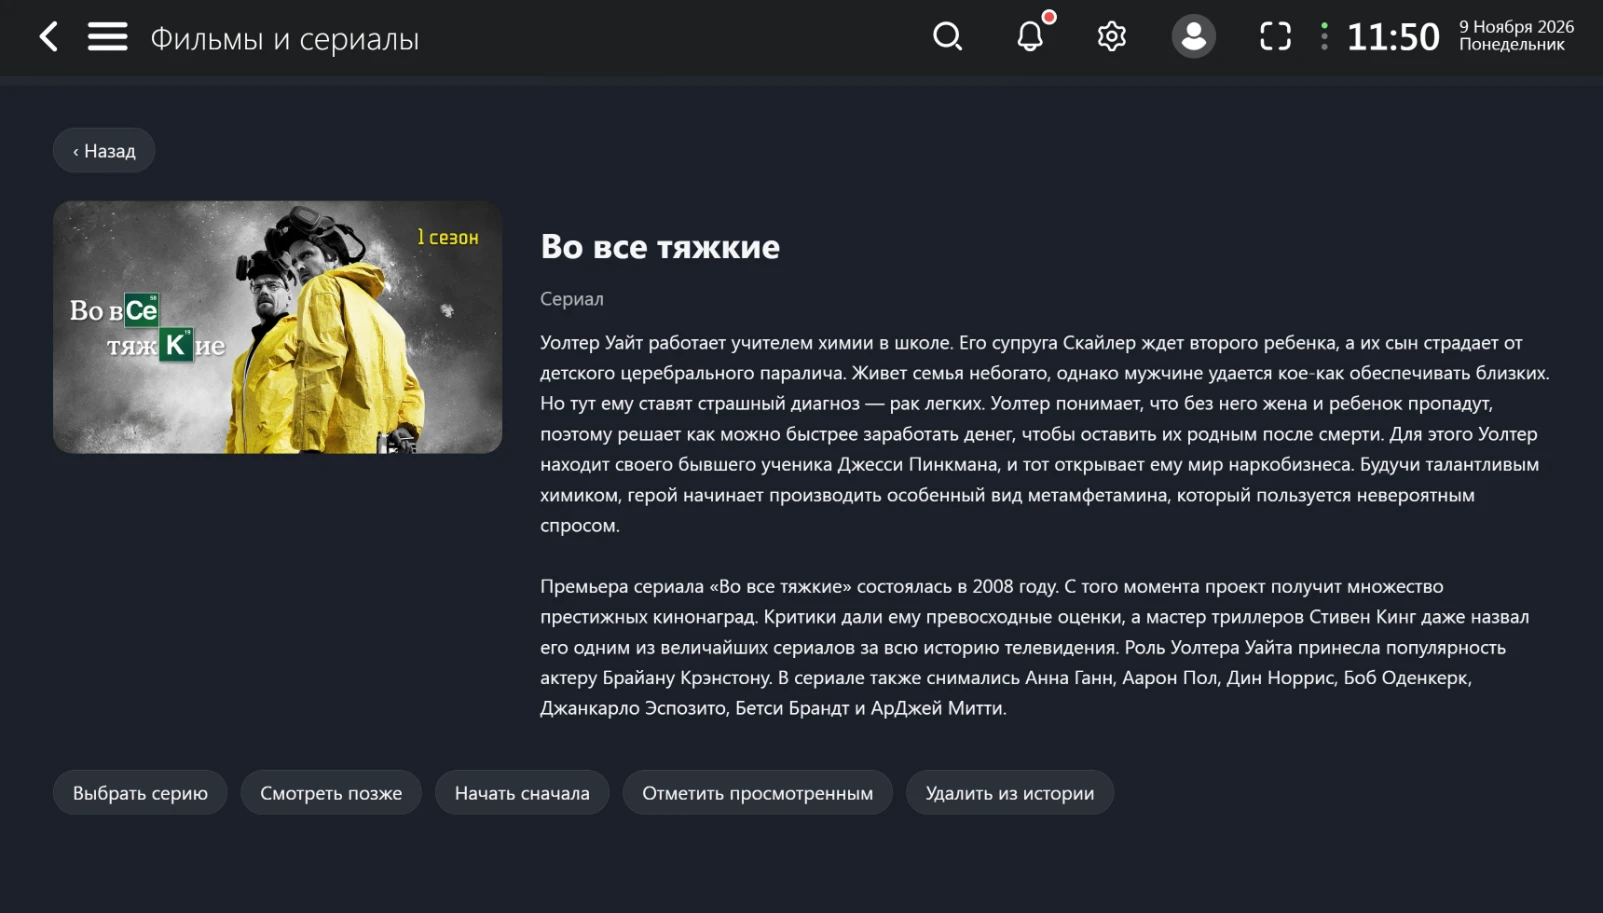 Фильмы и сериалы
11:50
9 Ноября 2026
Понедельник
‹ Назад
1 сезон
Во вСе
58
тяжКие
19
Во все тяжкие
Сериал
Уолтер Уайт работает учителем химии в школе. Его супруга Скайлер ждет второго ребенка, а их сын страдает от
детского церебрального паралича. Живет семья небогато, однако мужчине удается кое-как обеспечивать близких.
Но тут ему ставят страшный диагноз — рак легких. Уолтер понимает, что без него жена и ребенок пропадут,
поэтому решает как можно быстрее заработать денег, чтобы оставить их родным после смерти. Для этого Уолтер
находит своего бывшего ученика Джесси Пинкмана, и тот открывает ему мир наркобизнеса. Будучи талантливым
химиком, герой начинает производить особенный вид метамфетамина, который пользуется невероятным
спросом.
Премьера сериала «Во все тяжкие» состоялась в 2008 году. С того момента проект получит множество
престижных кинонаград. Критики дали ему превосходные оценки, а мастер триллеров Стивен Кинг даже назвал
его одним из величайших сериалов за всю историю телевидения. Роль Уолтера Уайта принесла популярность
актеру Брайану Крэнстону. В сериале также снимались Анна Ганн, Аарон Пол, Дин Норрис, Боб Оденкерк,
Джанкарло Эспозито, Бетси Брандт и АрДжей Митти.
Выбрать серию
Смотреть позже
Начать сначала
Отметить просмотренным
Удалить из истории